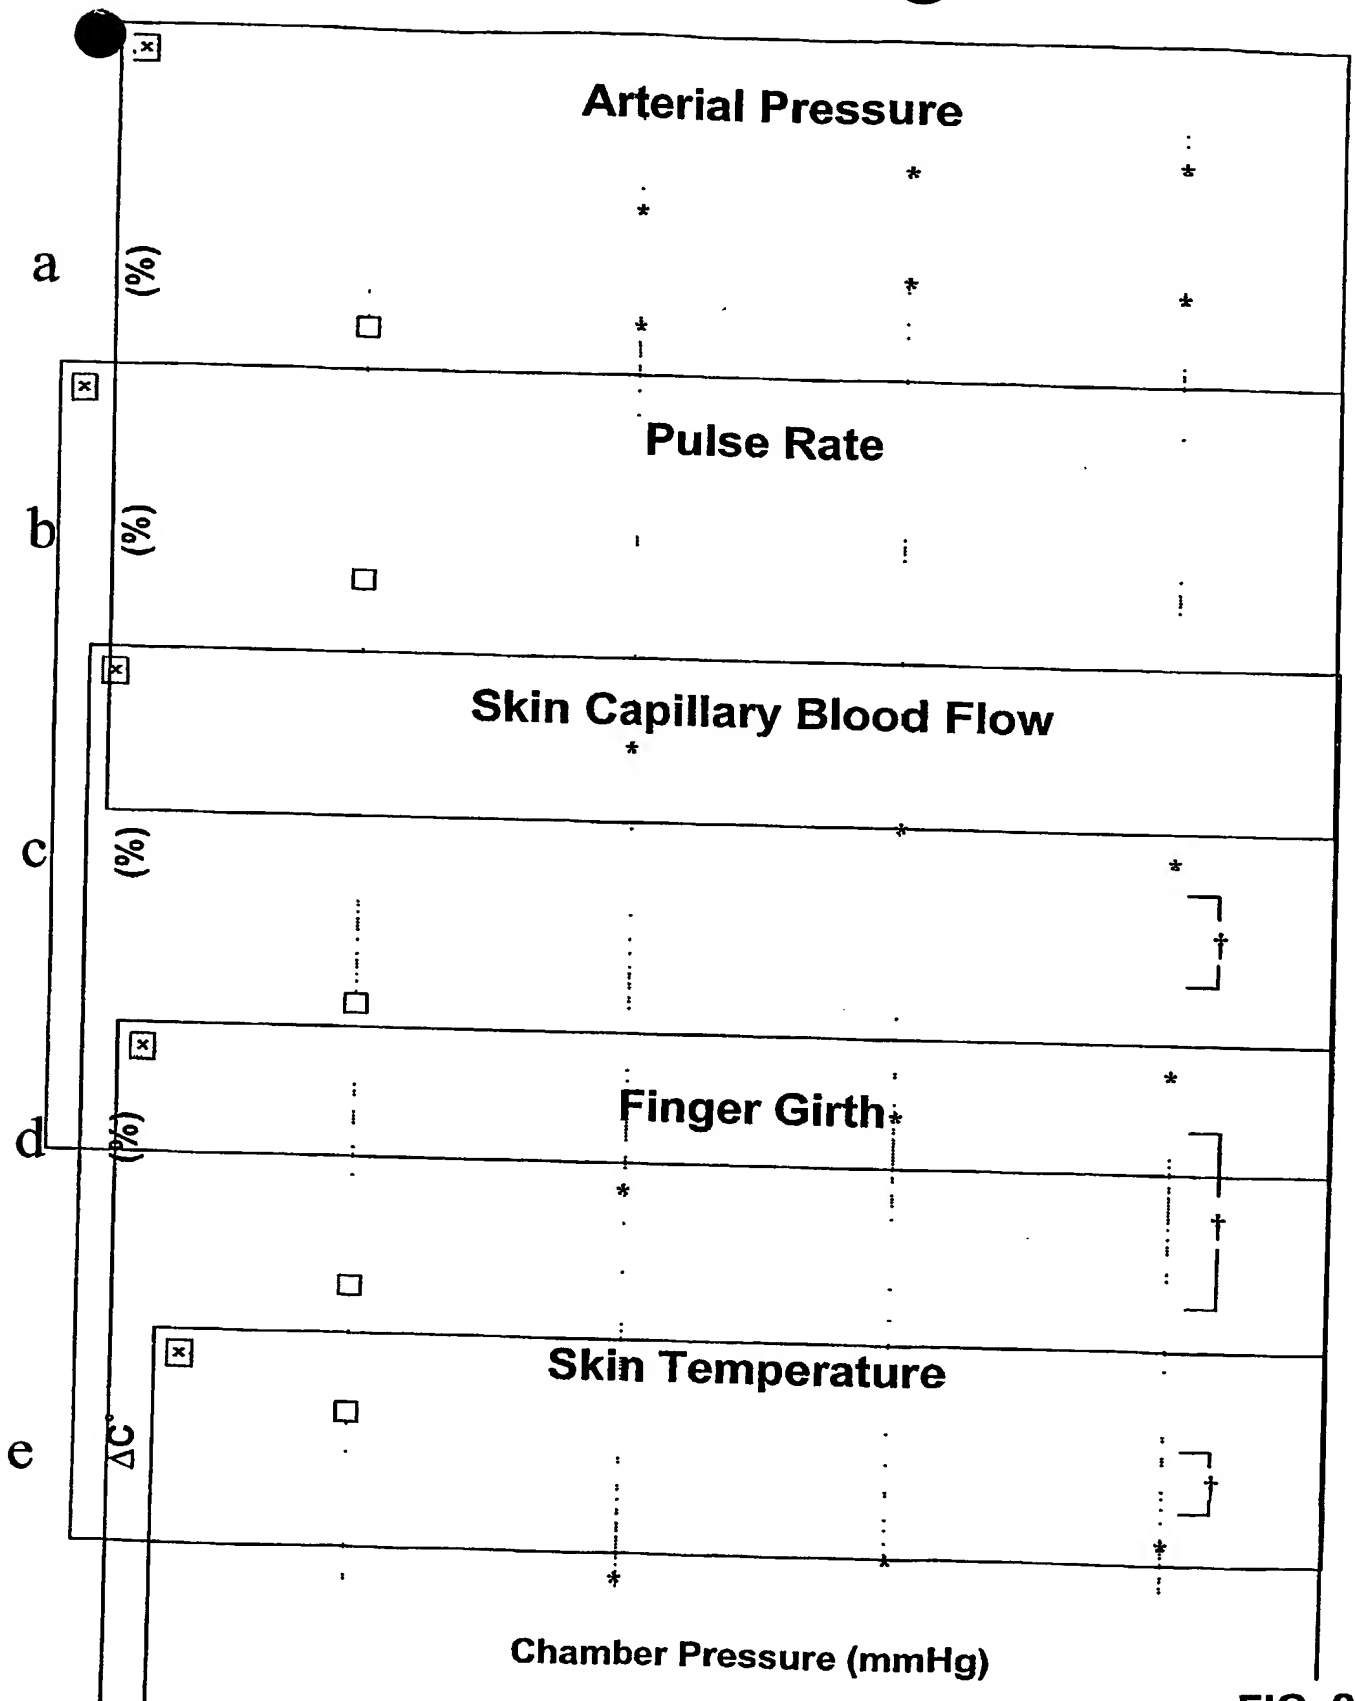 Arterial Pressure
*
*
*
a
(%)
*
*
*
Pulse Rate
b
(%)
Skin Capillary Blood Flow
*
c
(%)
*
*
†
*
Finger Girth
*
d
(%)
*
†
Skin Temperature
e
ΔC
†
*
*
*
Chamber Pressure (mmHg)